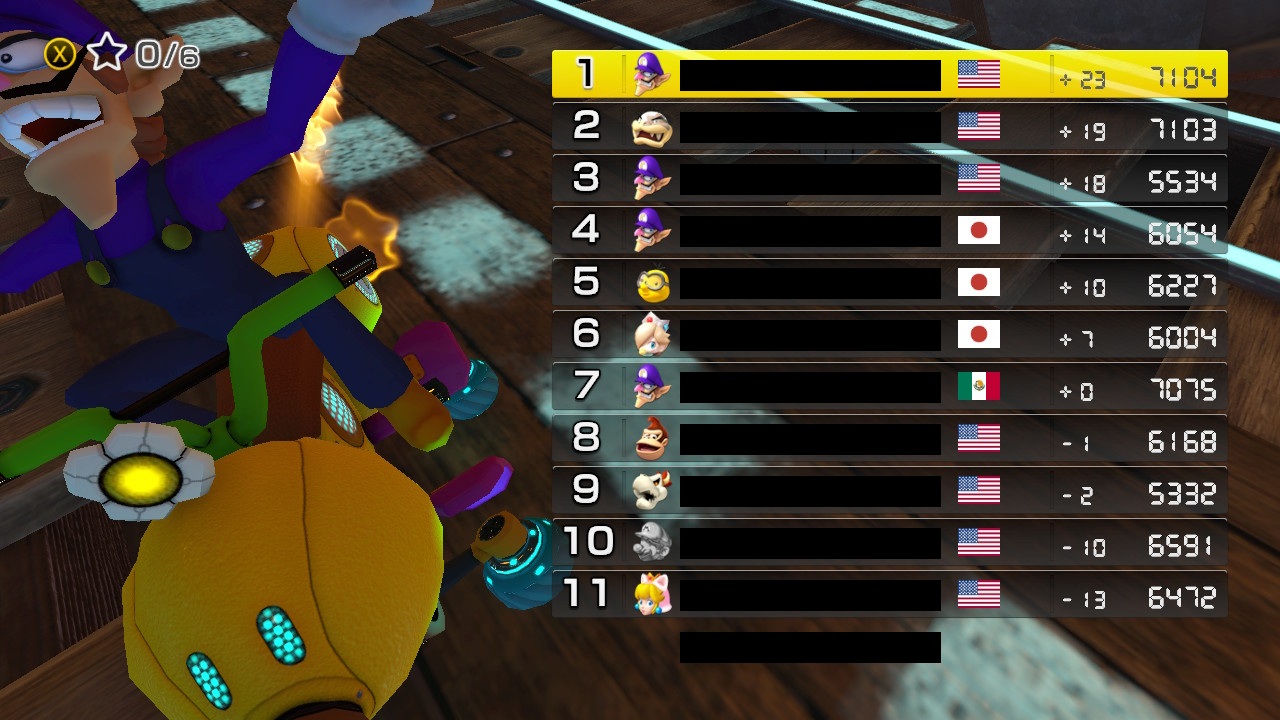 X 0/6
1 + 23 7104
2 + 19 7103
3 + 18 5534
4 + 14 6054
5 + 10 6227
6 + 7 6004
7 + 0 7075
8 - 1 6168
9 - 2 5332
10 - 10 6591
11 - 13 6472